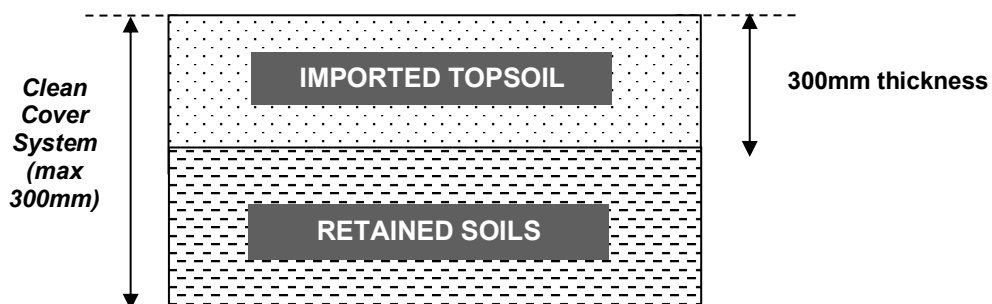 IMPORTED TOPSOIL
300mm thickness
Clean
Cover
System
(max
300mm)
RETAINED SOILS